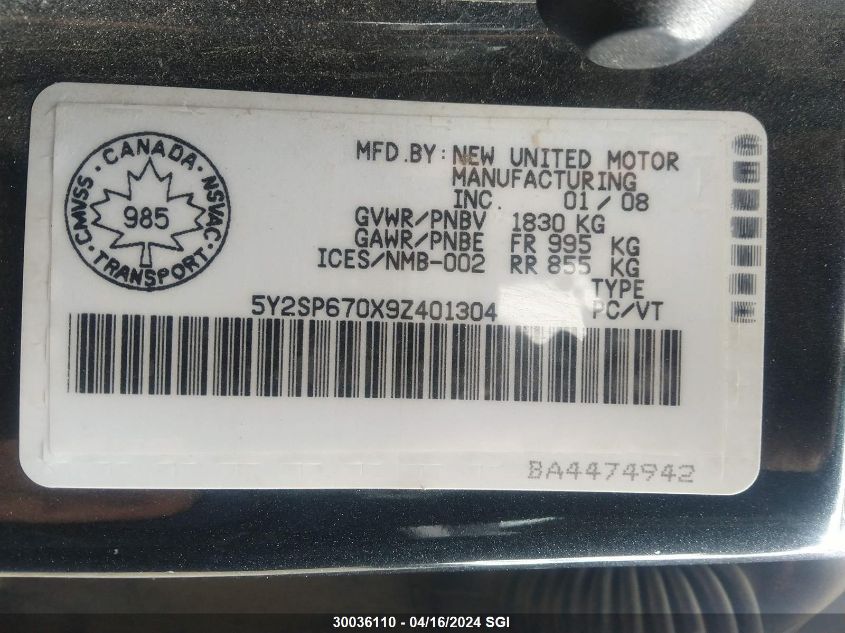 CANADA
CMVSS · NSVAC
985
TRANSPORT
MFD.BY: NEW UNITED MOTOR
MANUFACTURING
INC. 01/08
GVWR/PNBV 1830 KG
GAWR/PNBE FR 995 KG
ICES/NMB-002 RR 855 KG
TYPE
5Y2SP670X9Z401304 PC/VT
BA4474942
30036110 - 04/16/2024 SGI